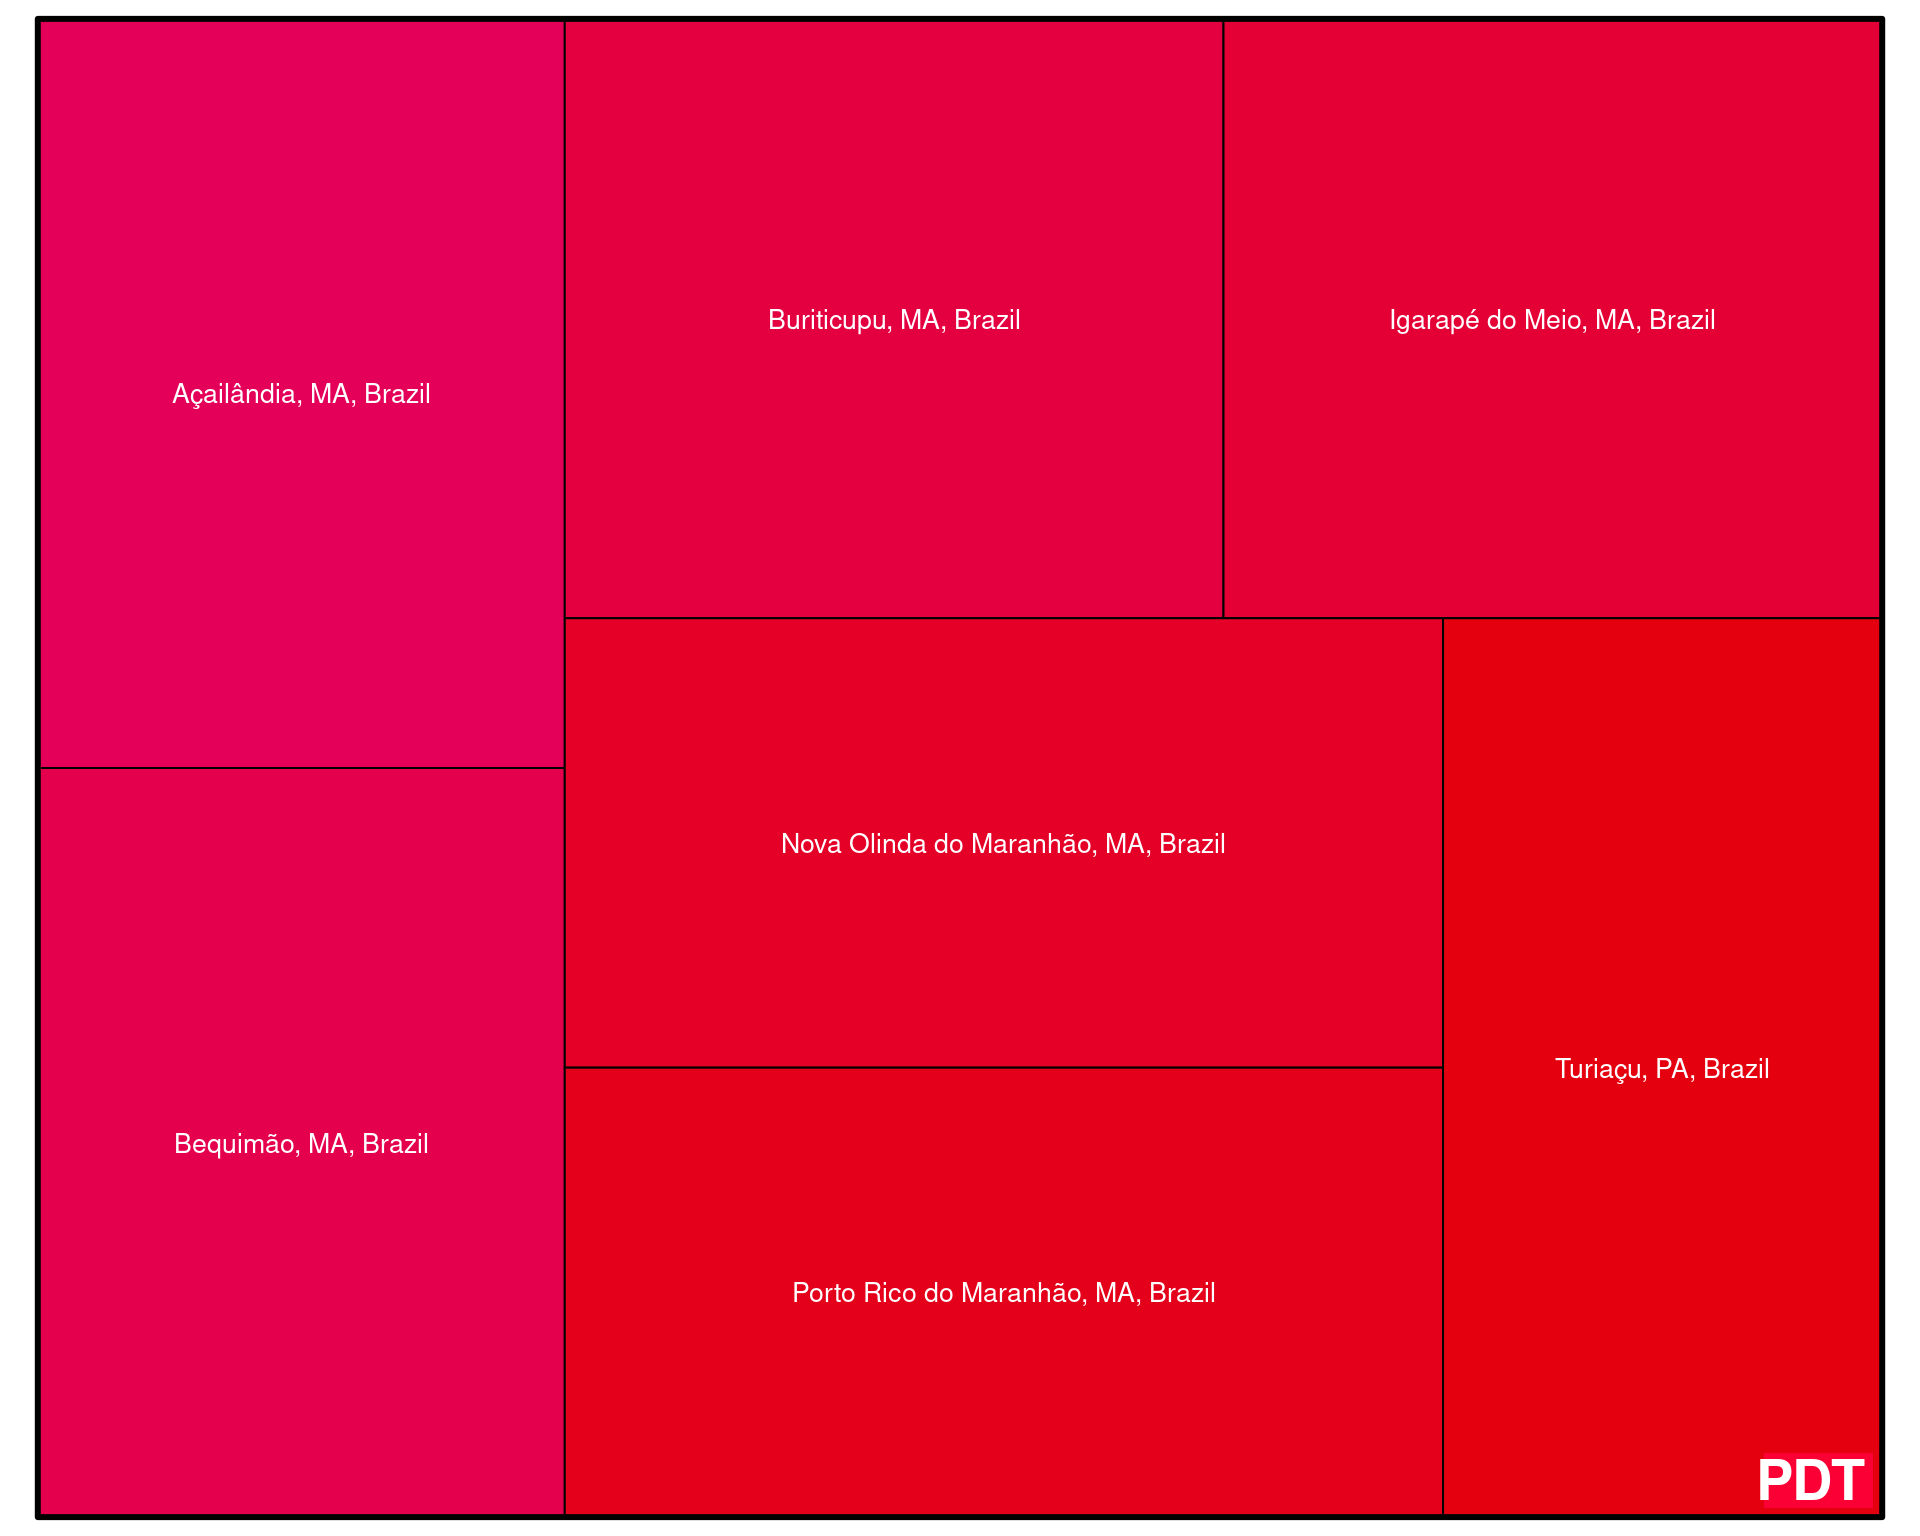 Açailândia, MA, Brazil
Buriticupu, MA, Brazil
Igarapé do Meio, MA, Brazil
Nova Olinda do Maranhão, MA, Brazil
Turiaçu, PA, Brazil
Bequimão, MA, Brazil
Porto Rico do Maranhão, MA, Brazil
PDT